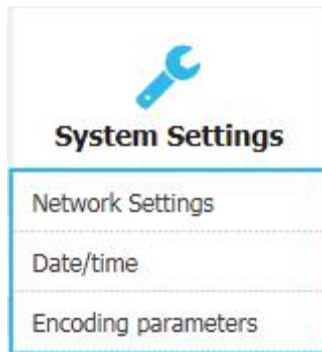 System Settings
Network Settings
Date/time
Encoding parameters